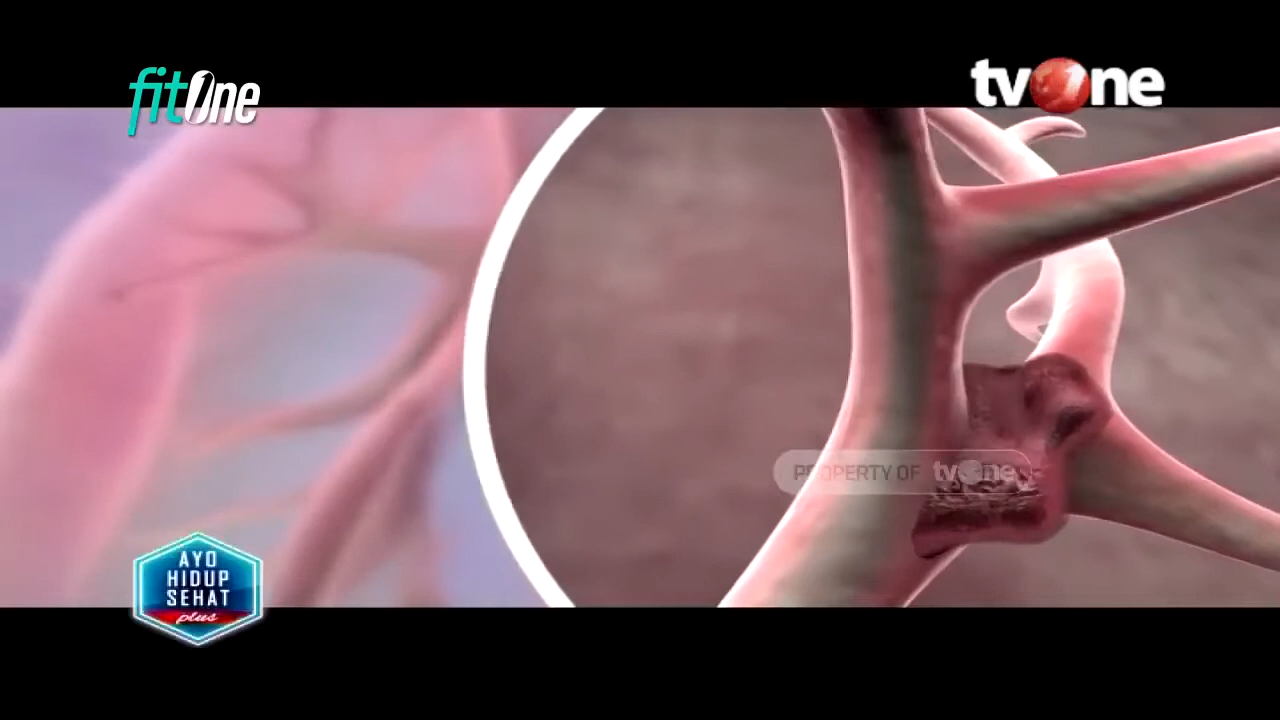 fitOne
tvOne
PROPERTY OF tvOne
AYO
HIDUP
SEHAT
plus